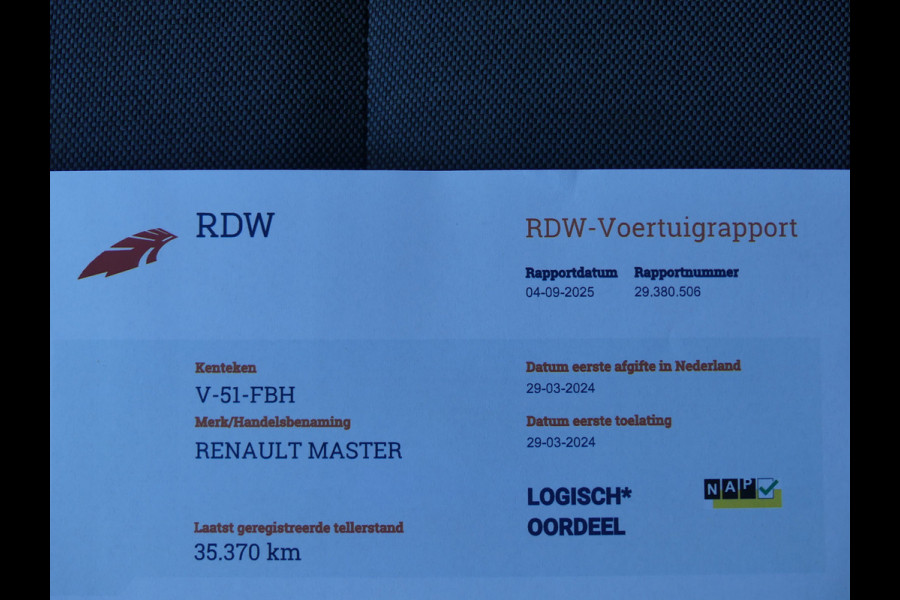 RDW
RDW-Voertuigrapport
Rapportdatum Rapportnummer
04-09-2025 29.380.506
Kenteken
V-51-FBH
Merk/Handelsbenaming
RENAULT MASTER
Laatst geregistreerde tellerstand
35.370 km
Datum eerste afgifte in Nederland
29-03-2024
Datum eerste toelating
29-03-2024
LOGISCH*
OORDEEL
NAP